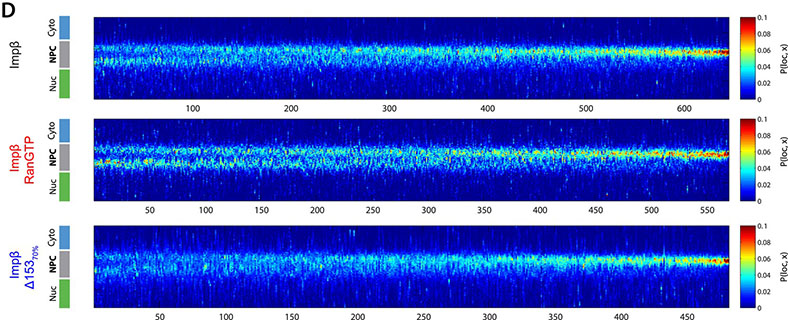 D
Impβ
Cyto
NPC
Nuc
100 200 300 400 500 600
0.1
0.08
0.06
0.04
0.02
0
P(loc, x)
Impβ
RanGTP
Cyto
NPC
Nuc
50 100 150 200 250 300 350 400 450 500 550
0.1
0.08
0.06
0.04
0.02
0
P(loc, x)
Impβ
Δ153,70%
Cyto
NPC
Nuc
50 100 150 200 250 300 350 400 450
0.1
0.08
0.06
0.04
0.02
0
P(loc, x)